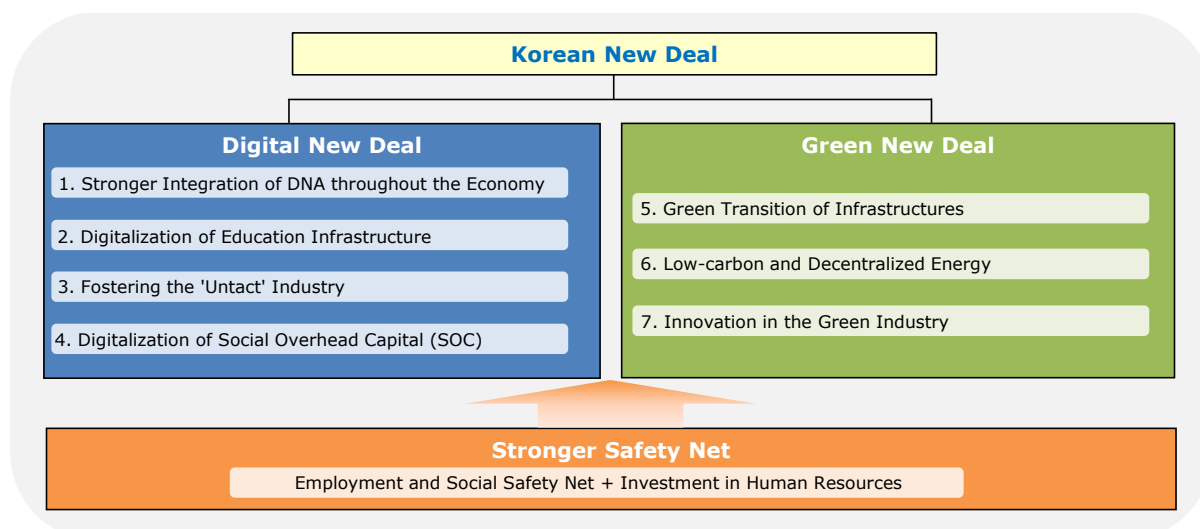 Korean New Deal
Digital New Deal
1. Stronger Integration of DNA throughout the Economy
2. Digitalization of Education Infrastructure
3. Fostering the 'Untact' Industry
4. Digitalization of Social Overhead Capital (SOC)
Green New Deal
5. Green Transition of Infrastructures
6. Low-carbon and Decentralized Energy
7. Innovation in the Green Industry
Stronger Safety Net
Employment and Social Safety Net + Investment in Human Resources